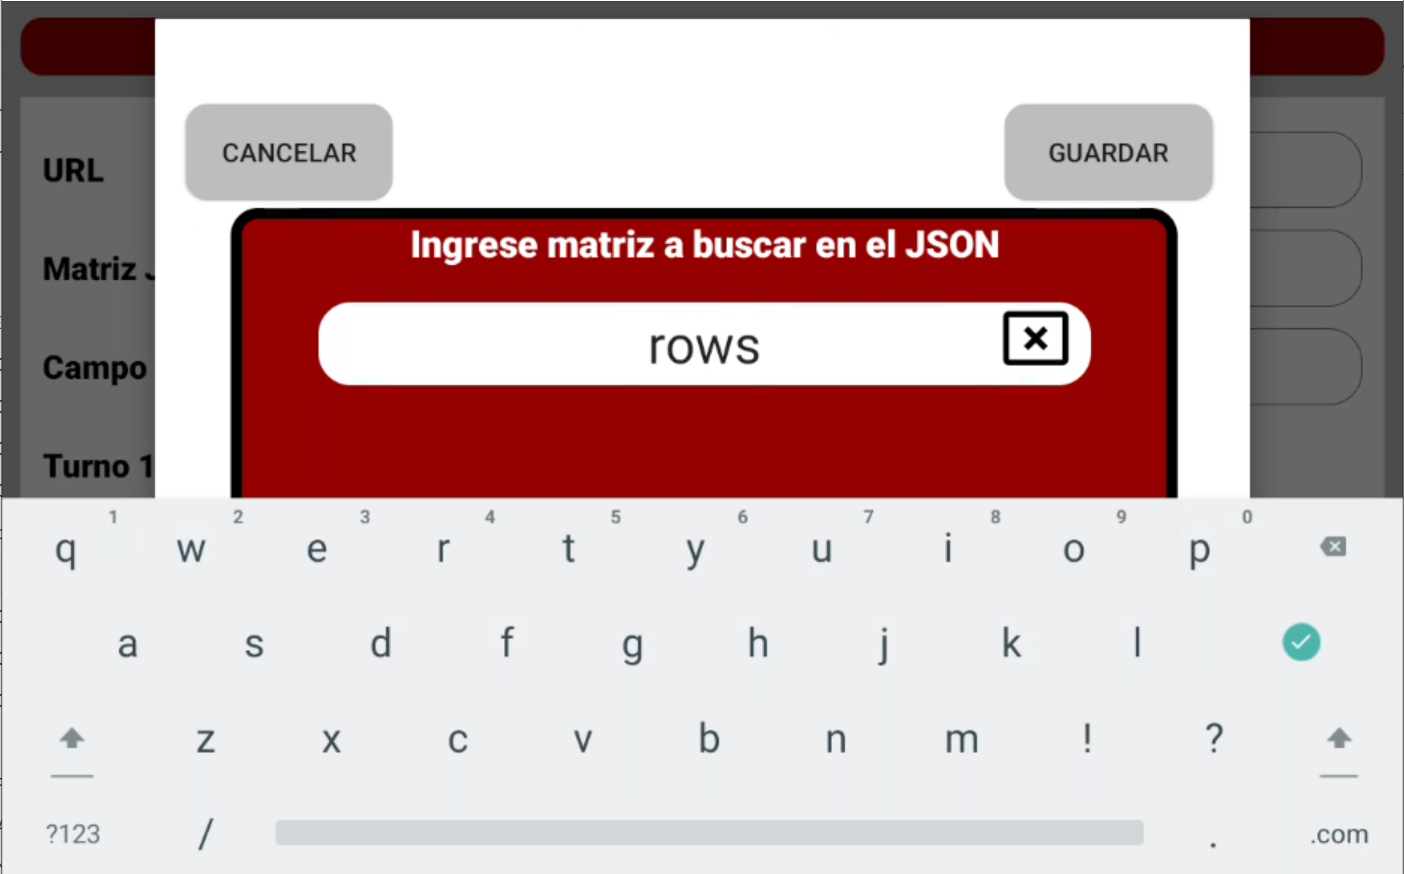 CANCELAR
GUARDAR
URL
Ingrese matriz a buscar en el JSON
Matriz
rows
Campo
Turno 1
1 2 3 4 5 6 7 8 9 0
q w e r t y u i o p
a s d f g h j k l
z x c v b n m ! ?
?123 / . .com